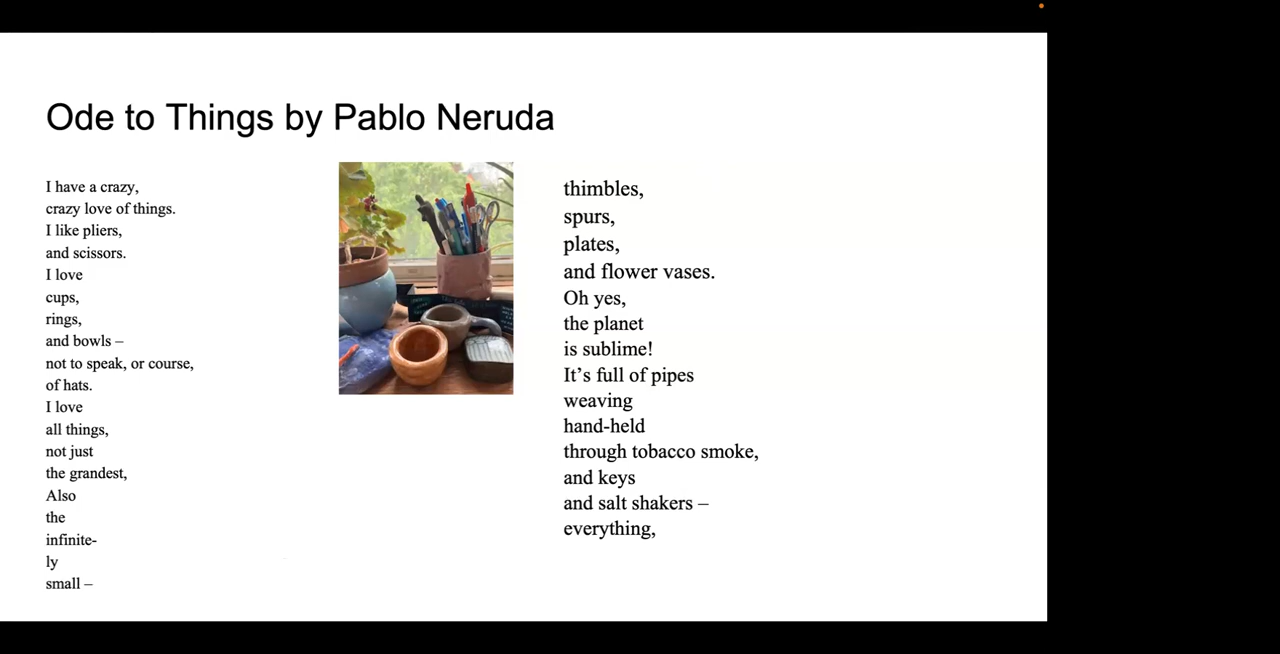 Ode to Things by Pablo Neruda
I have a crazy,
crazy love of things.
I like pliers,
and scissors.
I love
cups,
rings,
and bowls –
not to speak, or course,
of hats.
I love
all things,
not just
the grandest,
Also
the
infinite-
ly
small –
thimbles,
spurs,
plates,
and flower vases.
Oh yes,
the planet
is sublime!
It’s full of pipes
weaving
hand-held
through tobacco smoke,
and keys
and salt shakers –
everything,